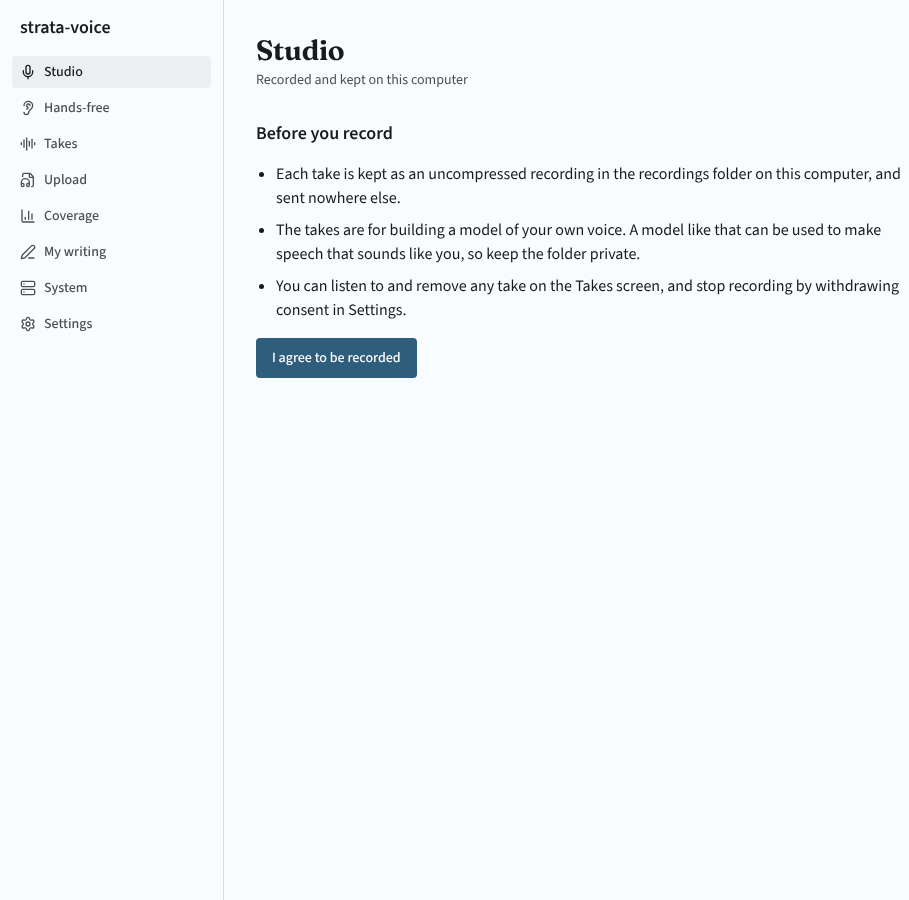 strata-voice
Studio
Hands-free
Takes
Upload
Coverage
My writing
System
Settings
Studio
Recorded and kept on this computer
Before you record
Each take is kept as an uncompressed recording in the recordings folder on this computer, and
sent nowhere else.
The takes are for building a model of your own voice. A model like that can be used to make
speech that sounds like you, so keep the folder private.
You can listen to and remove any take on the Takes screen, and stop recording by withdrawing
consent in Settings.
I agree to be recorded